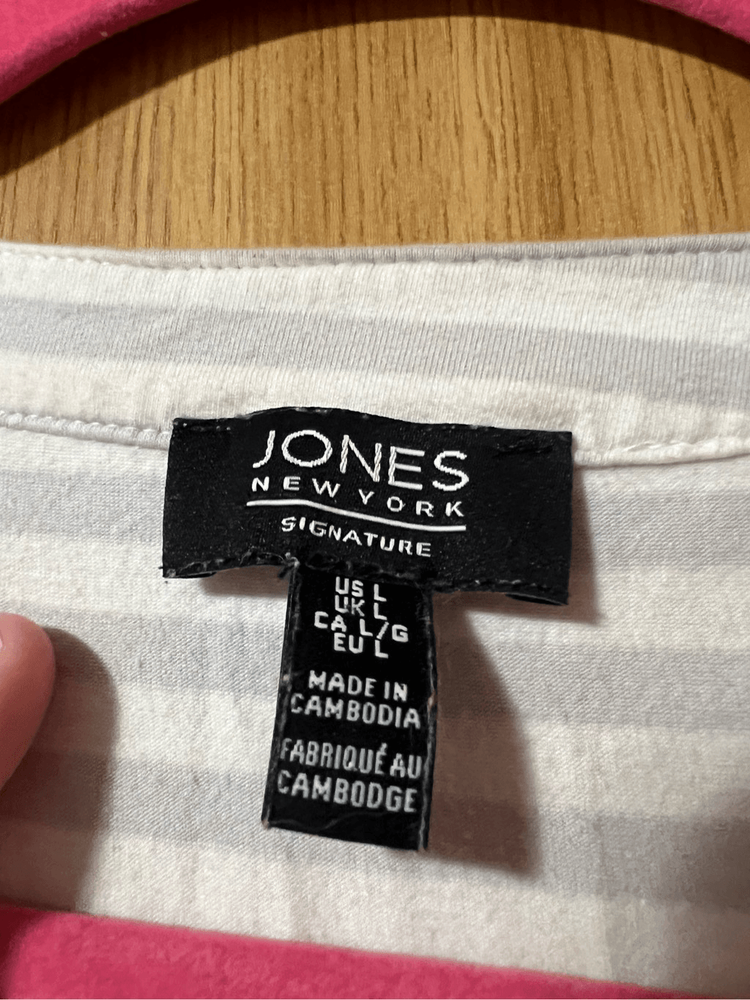 JONES
NEW YORK
SIGNATURE
US L
UK L
CA L/G
EU L
MADE IN
CAMBODIA
FABRIQUÉ AU
CAMBODGE